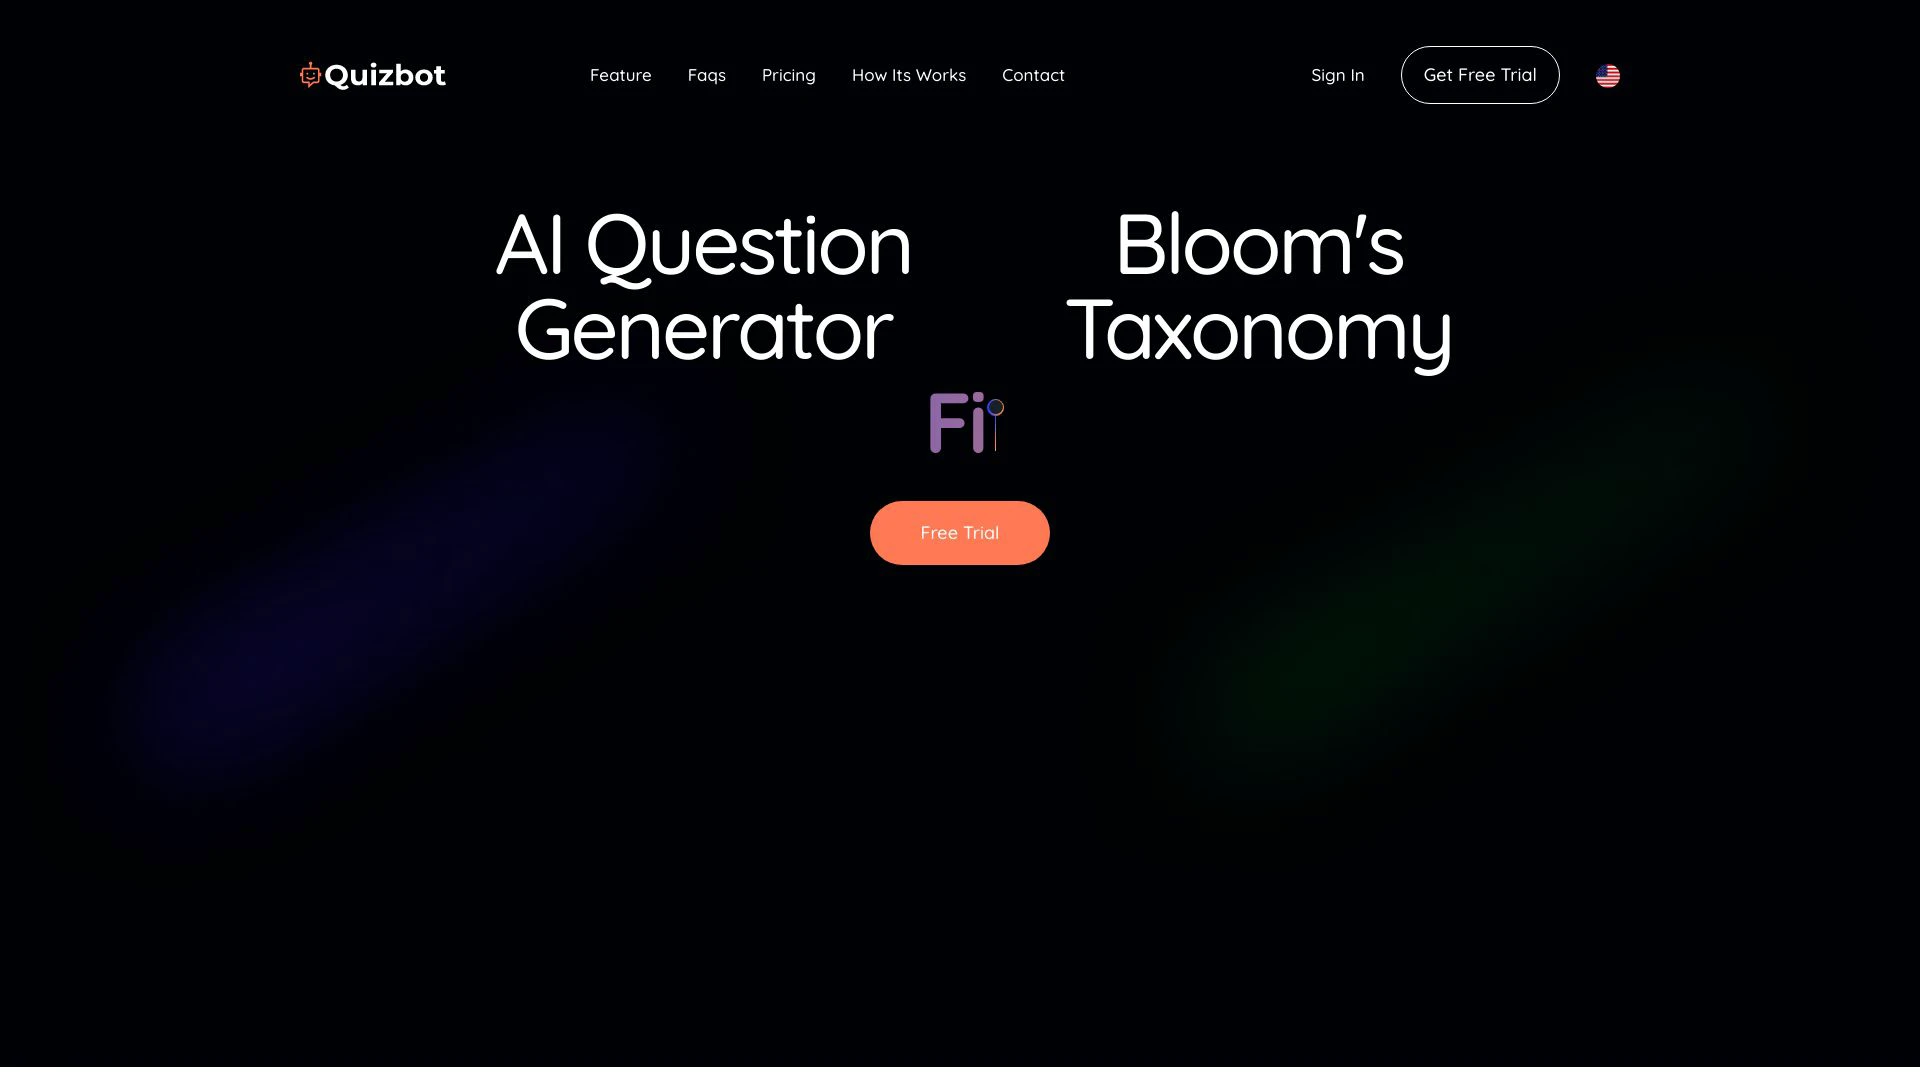 Quizbot
Feature
Faqs
Pricing
How Its Works
Contact
Sign In
Get Free Trial
AI Question
Generator
Bloom's
Taxonomy
Fi
Free Trial